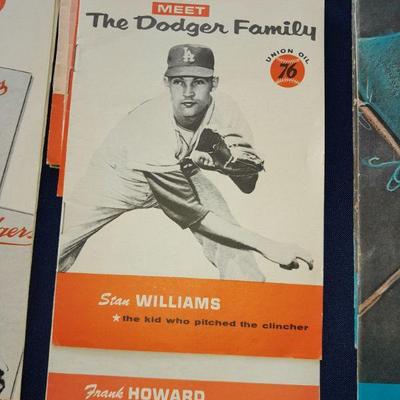 MEET
The Dodger Family
UNION OIL
76
LA
Stan WILLIAMS
the kid who pitched the clincher
Frank HOWARD